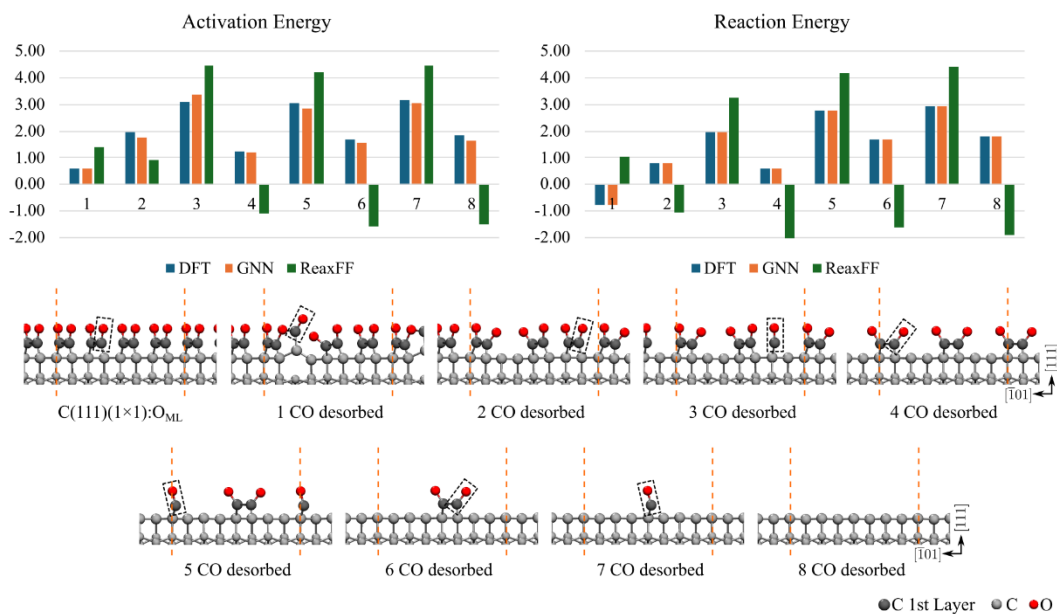 Activation Energy
Reaction Energy
5.00
4.00
3.00
2.00
1.00
0.00
-1.00
-2.00
1 2 3 4 5 6 7 8
DFT GNN ReaxFF
5.00
4.00
3.00
2.00
1.00
0.00
-1.00
-2.00
1 2 3 4 5 6 7 8
DFT GNN ReaxFF
[111]
[1̅01]
C(111)(1×1):O_ML 1 CO desorbed 2 CO desorbed 3 CO desorbed 4 CO desorbed
[111]
[1̅01]
5 CO desorbed 6 CO desorbed 7 CO desorbed 8 CO desorbed
C 1st Layer C O